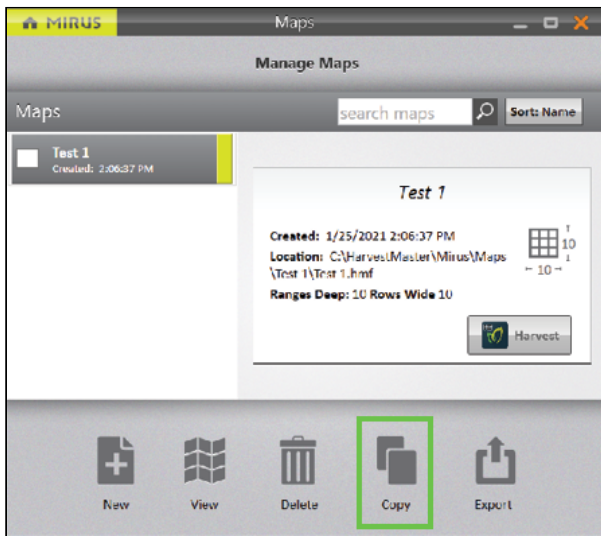 MIRUS
Maps
Manage Maps
Maps
search maps
Sort: Name
Test 1
Created: 2:06:37 PM
Test 1
Created: 1/25/2021 2:06:37 PM
Location: C:\HarvestMaster\Mirus\Maps
\Test 1\Test 1.hmf
Ranges Deep: 10 Rows Wide 10
10
10
Harvest
New
View
Delete
Copy
Export